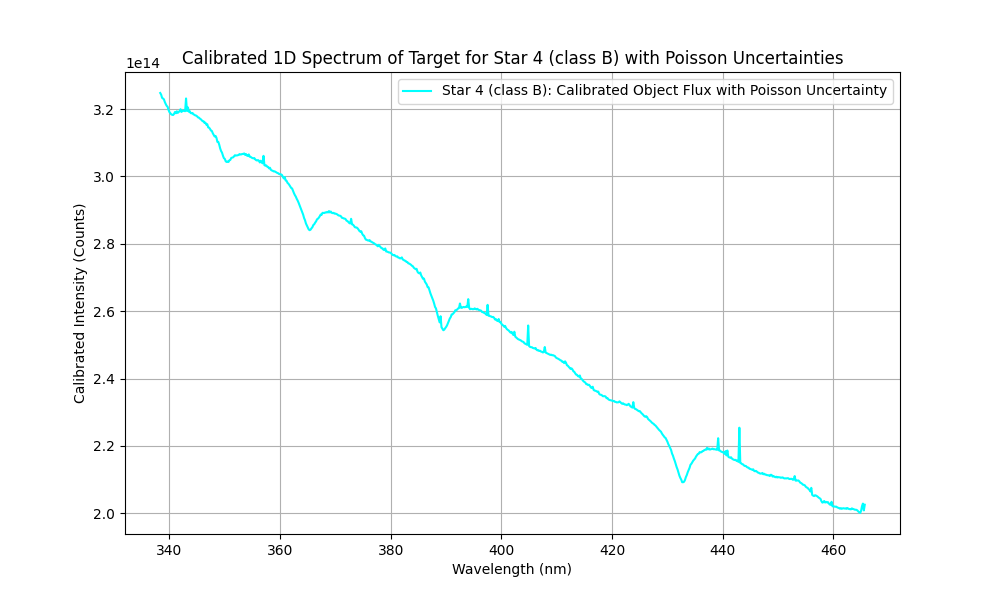 Calibrated 1D Spectrum of Target for Star 4 (class B) with Poisson Uncertainties
1e14
Star 4 (class B): Calibrated Object Flux with Poisson Uncertainty
3.2
3.0
2.8
2.6
2.4
2.2
2.0
Calibrated Intensity (Counts)
340 360 380 400 420 440 460
Wavelength (nm)